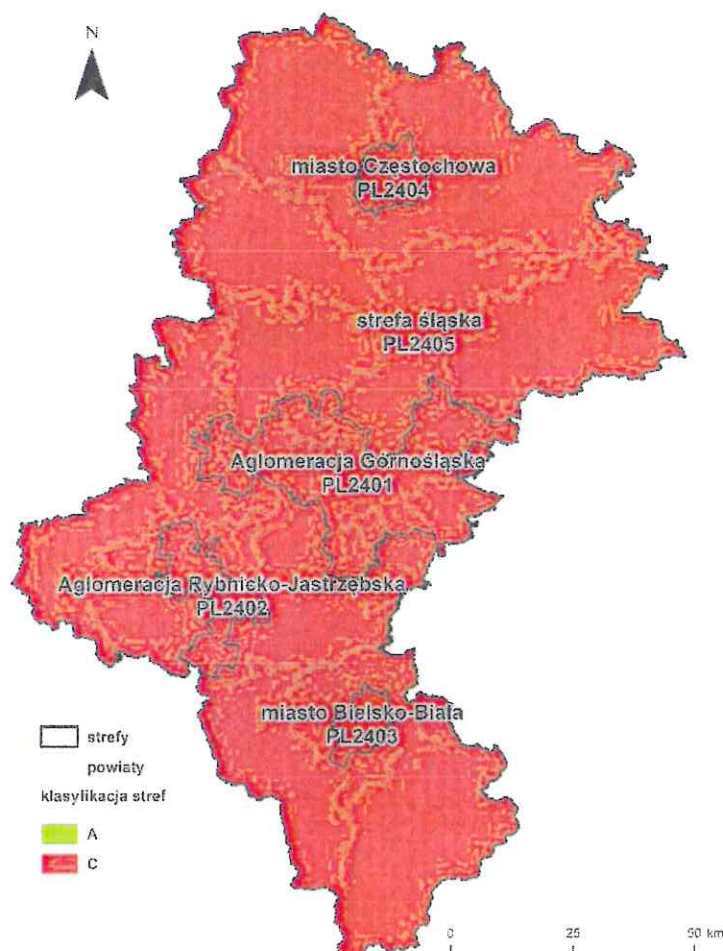 N
miasto Częstochowa
PL2404
strefa śląska
PL2405
Aglomeracja Górnośląska
PL2401
Aglomeracja Rybnicko-Jastrzębska
PL2402
miasto Bielsko-Biała
PL2403
strefy
powiaty
klasyfikacja stref
A
C
0 25 50 km